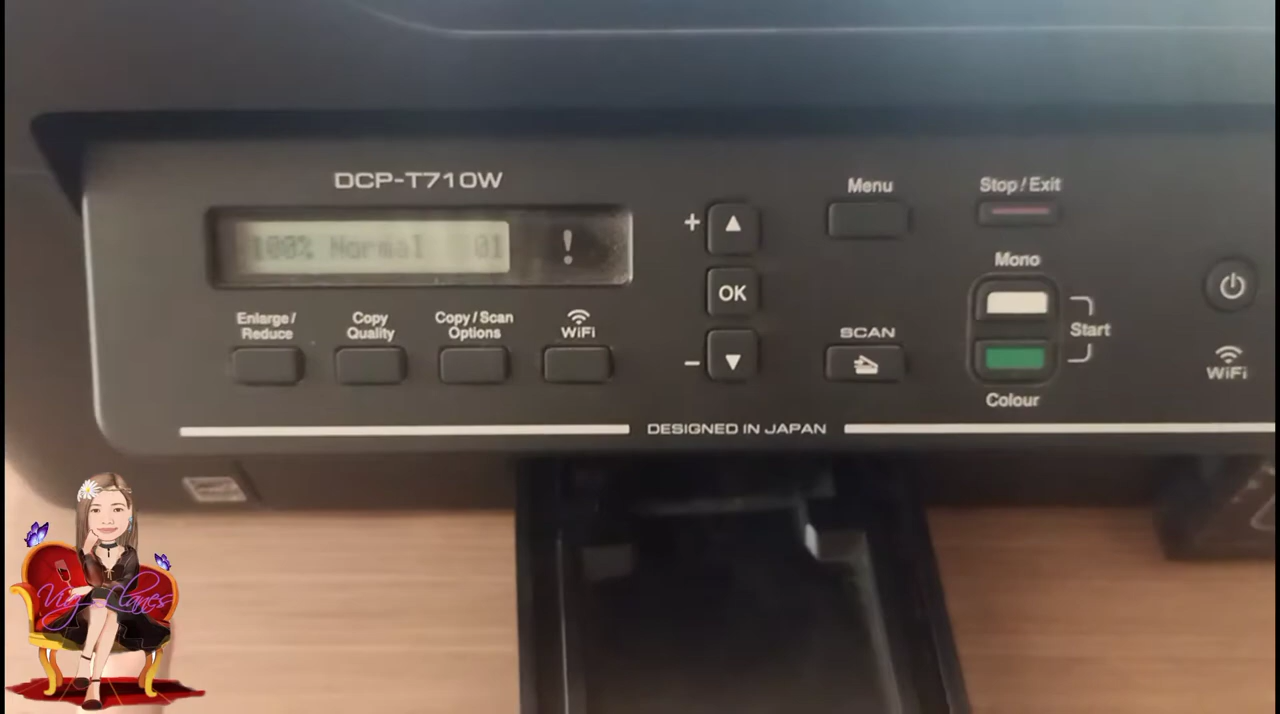 DCP-T710W
100% Normal 01
!
Enlarge/
Reduce
Copy
Quality
Copy/Scan
Options
WiFi
+
OK
−
Menu
SCAN
Stop/Exit
Mono
Start
Colour
WiFi
DESIGNED IN JAPAN